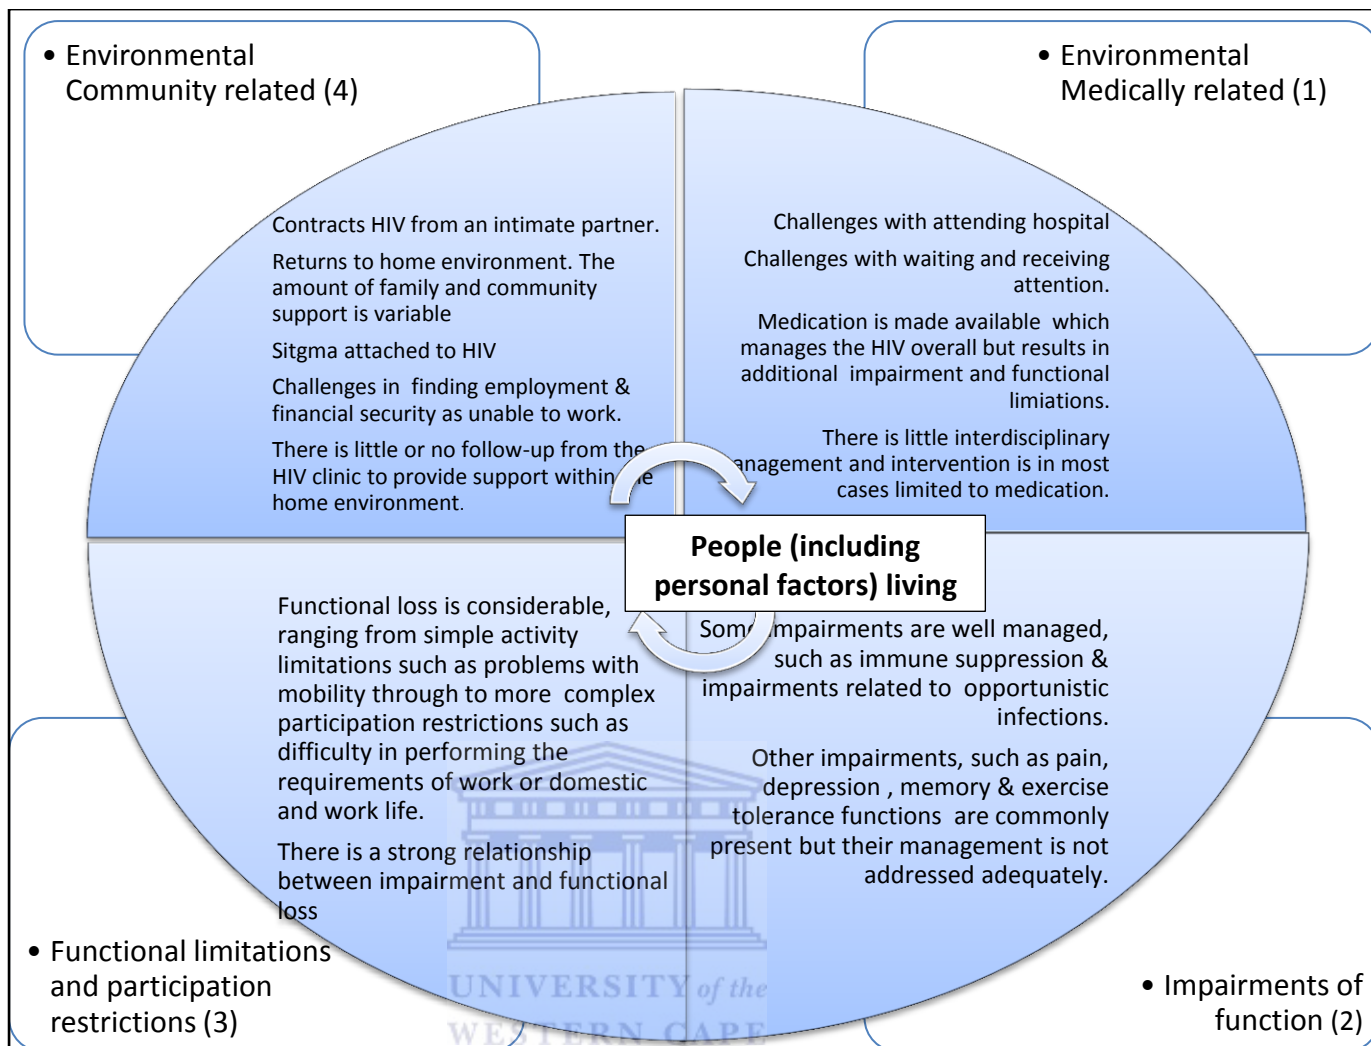 • Environmental
Community related (4)
• Environmental
Medically related (1)
Contracts HIV from an intimate partner.
Returns to home environment. The
amount of family and community
support is variable
Sitgma attached to HIV
Challenges in finding employment &
financial security as unable to work.
There is little or no follow-up from the
HIV clinic to provide support within the
home environment.
Challenges with attending hospital
Challenges with waiting and receiving
attention.
Medication is made available which
manages the HIV overall but results in
additional impairment and functional
limiations.
There is little interdisciplinary
management and intervention is in most
cases limited to medication.
People (including
personal factors) living
Functional loss is considerable,
ranging from simple activity
limitations such as problems with
mobility through to more complex
participation restrictions such as
difficulty in performing the
requirements of work or domestic
and work life.
There is a strong relationship
between impairment and functional
loss
Some impairments are well managed,
such as immune suppression &
impairments related to opportunistic
infections.
Other impairments, such as pain,
depression , memory & exercise
tolerance functions are commonly
present but their management is not
addressed adequately.
• Functional limitations
and participation
restrictions (3)
• Impairments of
function (2)
UNIVERSITY of the
WESTERN CAPE